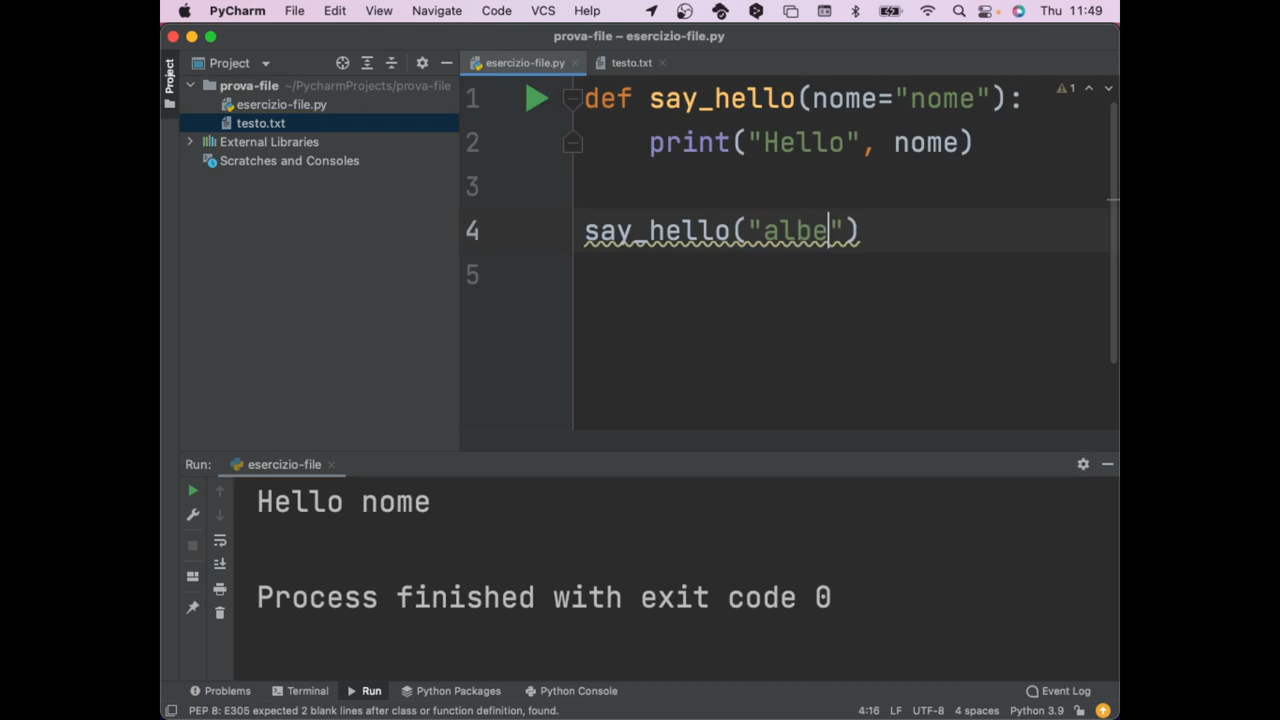 PyCharm File Edit View Navigate Code VCS Help Thu 11:49
prova-file – esercizio-file.py
Project
Project
esercizio-file.py
testo.txt
prova-file ~/PycharmProjects/prova-file
esercizio-file.py
testo.txt
External Libraries
Scratches and Consoles
1 def say_hello(nome="nome"):
1
2 print("Hello", nome)
3
4 say_hello("albe")
5
Run: esercizio-file
Hello nome
Process finished with exit code 0
Problems Terminal Run Python Packages Python Console Event Log
PEP 8: E305 expected 2 blank lines after class or function definition, found. 4:16 LF UTF-8 4 spaces Python 3.9